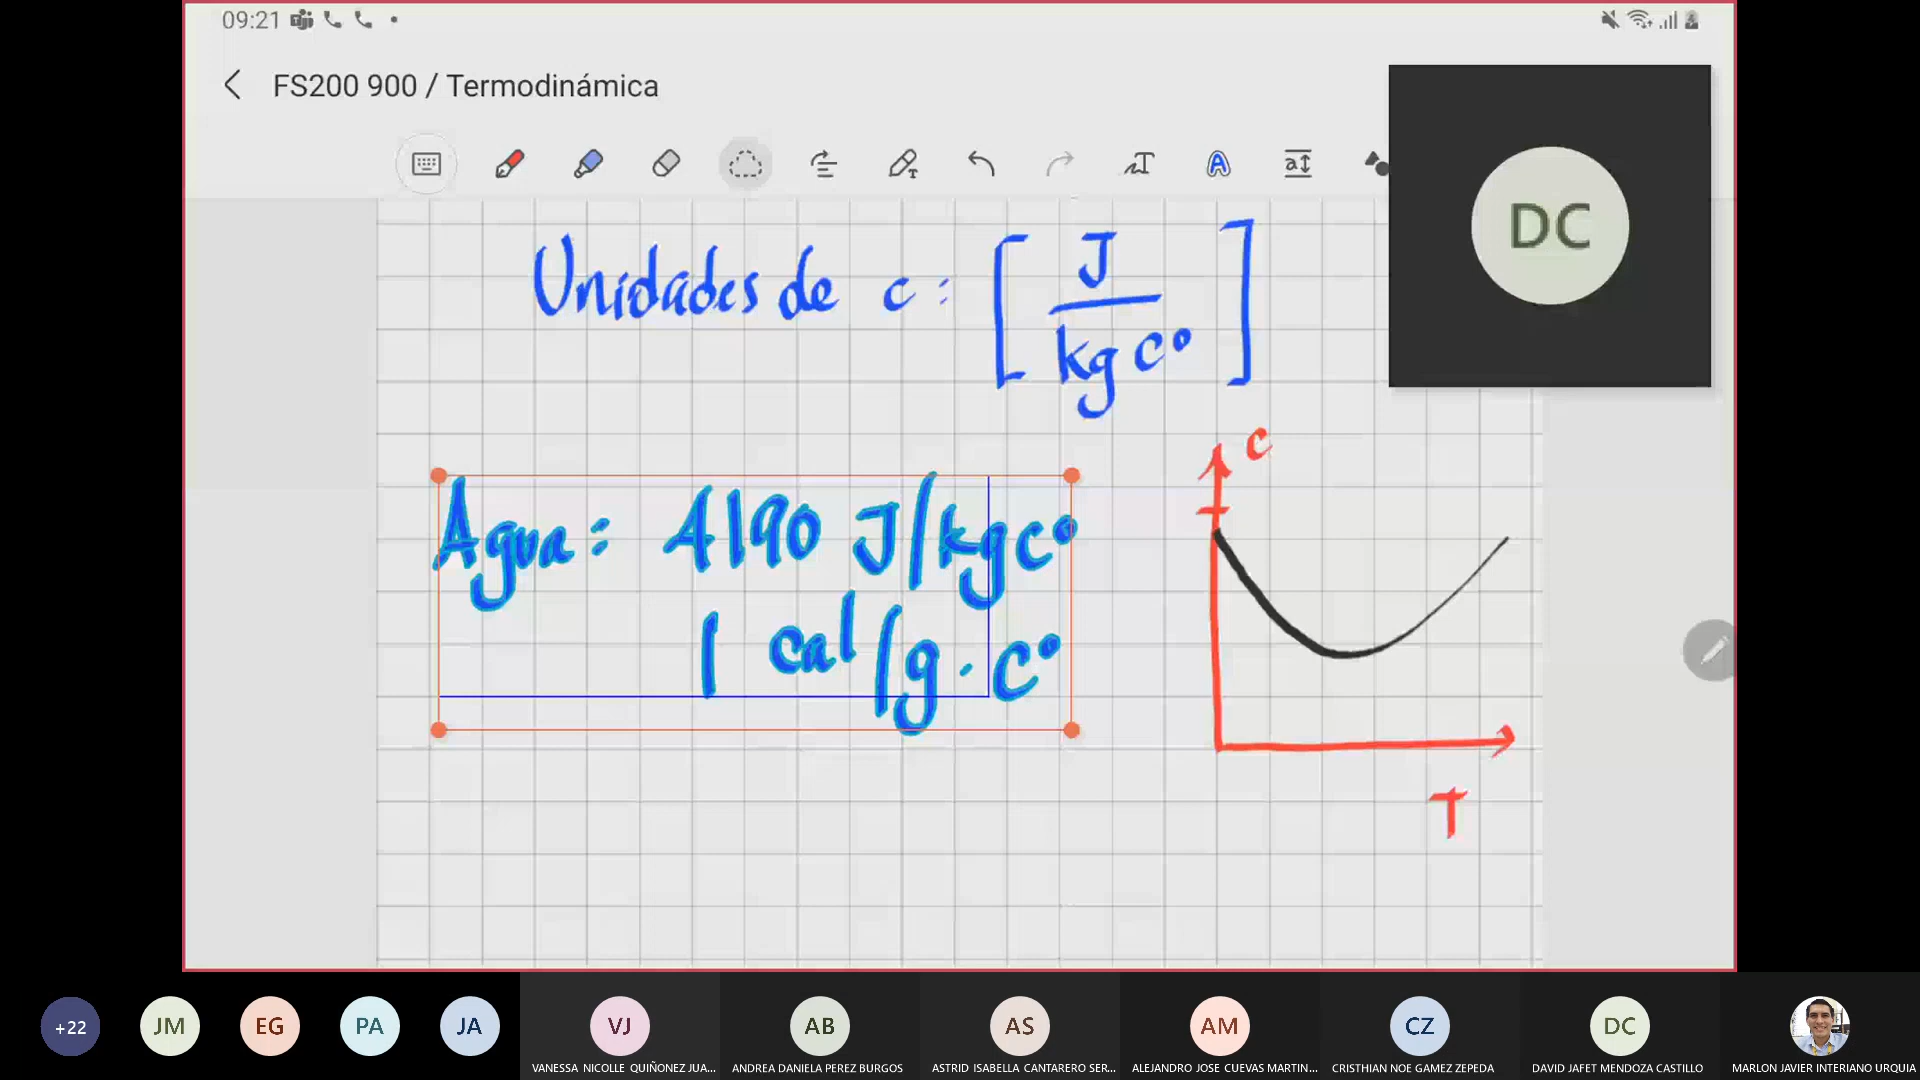 09:21
FS200 900 / Termodinámica
DC
Unidades de c: [J/kg C°]
c
Agua: 4190 J/kg C°
1 cal/g·C°
T
+22
JM
EG
PA
JA
VJ
AB
AS
AM
CZ
DC
VANESSA NICOLLE QUIÑONEZ JUA...
ANDREA DANIELA PEREZ BURGOS
ASTRID ISABELLA CANTARERO SER...
ALEJANDRO JOSE CUEVAS MARTIN...
CRISTHIAN NOE GAMEZ ZEPEDA
DAVID JAFET MENDOZA CASTILLO
MARLON JAVIER INTERIANO URQUIA